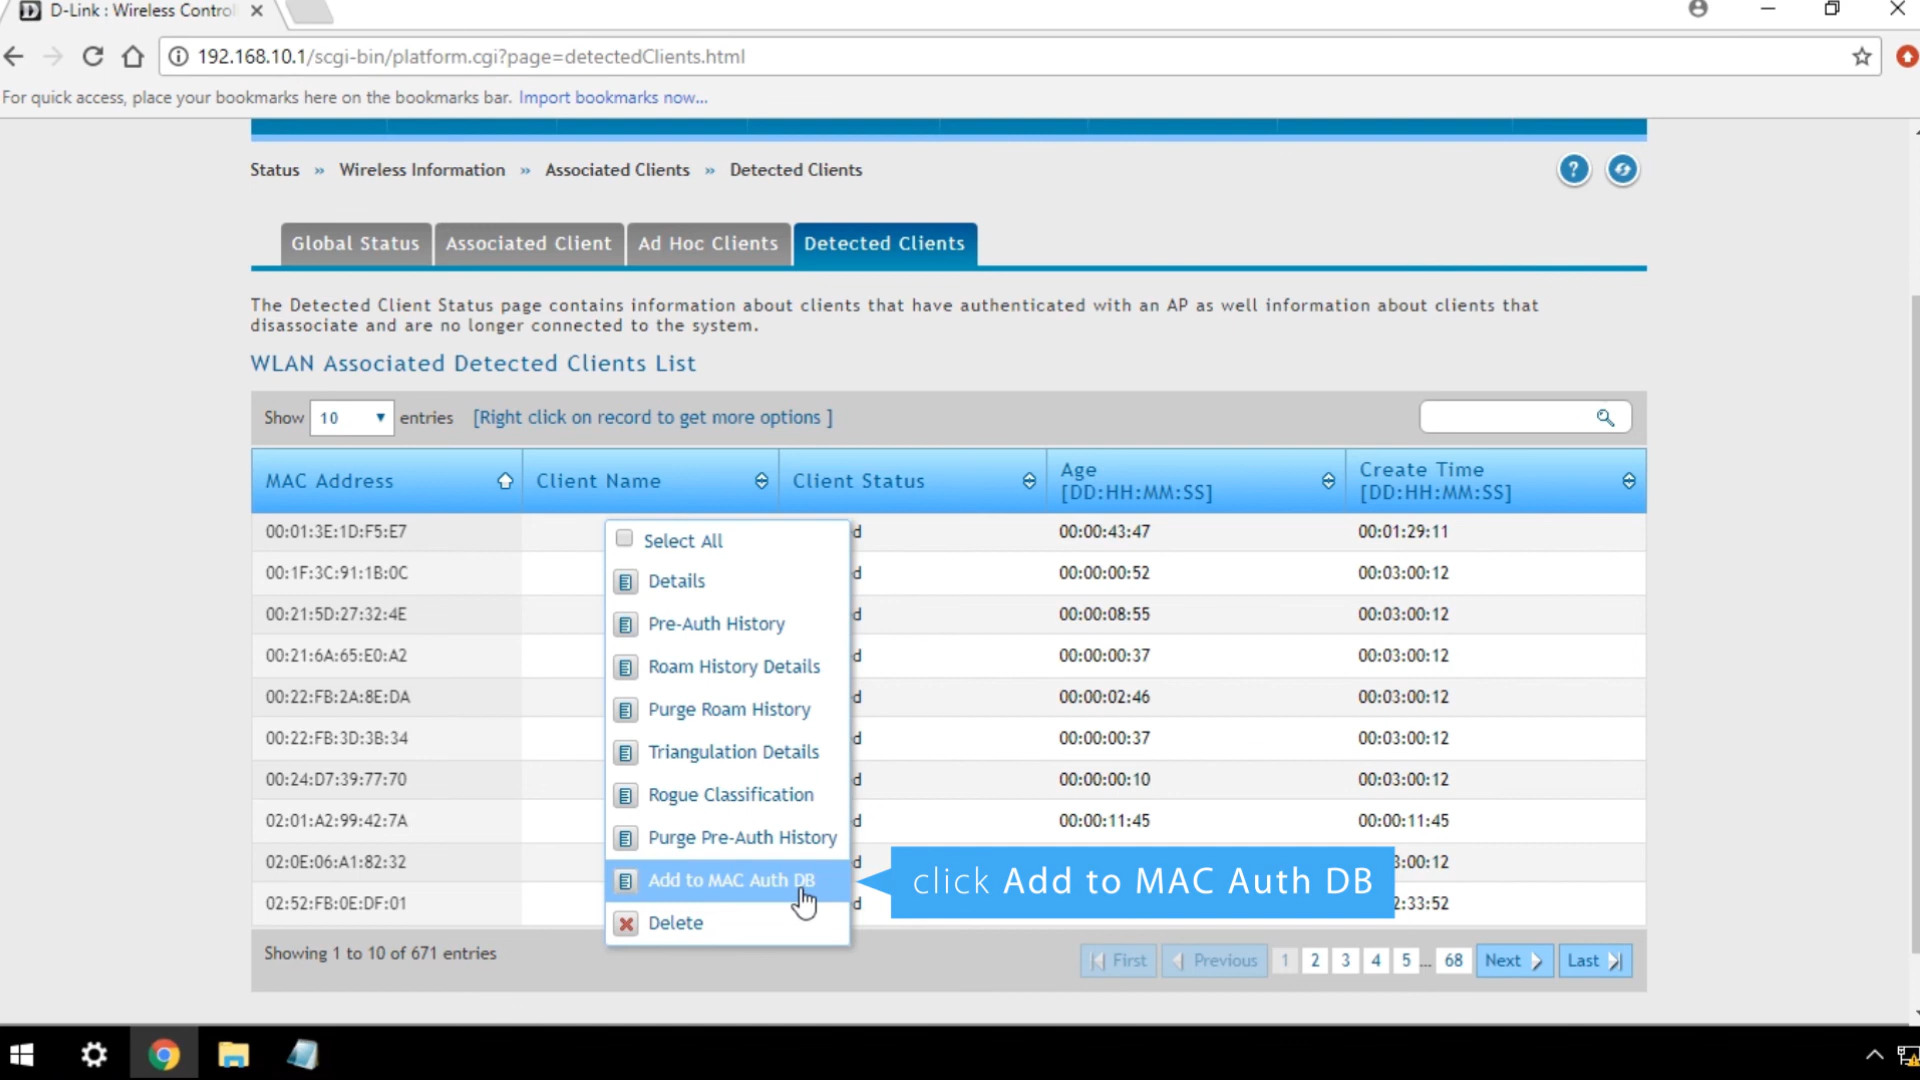 D-Link : Wireless Control
192.168.10.1/scgi-bin/platform.cgi?page=detectedClients.html
For quick access, place your bookmarks here on the bookmarks bar. Import bookmarks now...
Status » Wireless Information » Associated Clients » Detected Clients
Global Status Associated Client Ad Hoc Clients Detected Clients
The Detected Client Status page contains information about clients that have authenticated with an AP as well information about clients that
disassociate and are no longer connected to the system.
WLAN Associated Detected Clients List
Show 10 entries [Right click on record to get more options ]
MAC Address Client Name Client Status Age [DD:HH:MM:SS] Create Time [DD:HH:MM:SS]
00:01:3E:1D:F5:E7 d 00:00:43:47 00:01:29:11
00:1F:3C:91:1B:0C d 00:00:00:52 00:03:00:12
00:21:5D:27:32:4E d 00:00:08:55 00:03:00:12
00:21:6A:65:E0:A2 d 00:00:00:37 00:03:00:12
00:22:FB:2A:8E:DA d 00:00:02:46 00:03:00:12
00:22:FB:3D:3B:34 d 00:00:00:37 00:03:00:12
00:24:D7:39:77:70 d 00:00:00:10 00:03:00:12
02:01:A2:99:42:7A d 00:00:11:45 00:00:11:45
02:0E:06:A1:82:32 d 3:00:12
02:52:FB:0E:DF:01 d 2:33:52
Select All
Details
Pre-Auth History
Roam History Details
Purge Roam History
Triangulation Details
Rogue Classification
Purge Pre-Auth History
Add to MAC Auth DB
Delete
click Add to MAC Auth DB
Showing 1 to 10 of 671 entries
First Previous 1 2 3 4 5 ... 68 Next Last